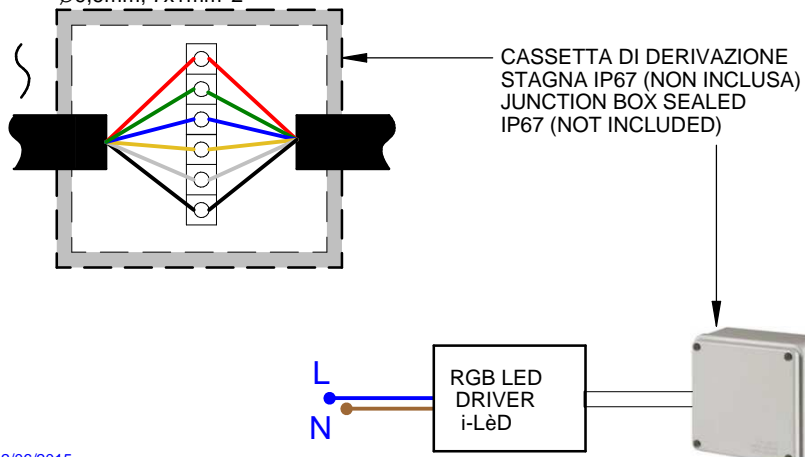 CASSETTA DI DERIVAZIONE
STAGNA IP67 (NON INCLUSA)
JUNCTION BOX SEALED
IP67 (NOT INCLUDED)
L
N
RGB LED
DRIVER
i-LèD